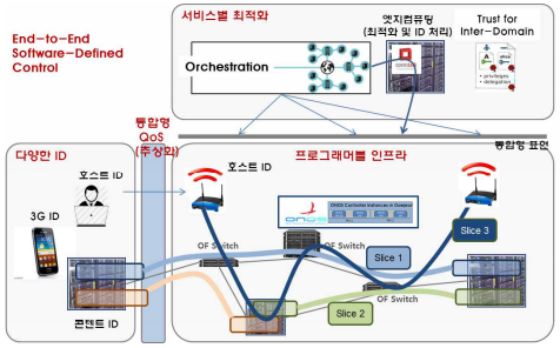 End-to-End
Software-Defined
Control
서비스별 최적화
Orchestration
엣지컴퓨팅
(최적화 및 ID 처리)
openstack
Trust for
Inter-Domain
• privileges
• delegation
통합형
QoS
(추상화)
통합형 표현
다양한 ID
호스트 ID
3G ID
콘텐트 ID
프로그래머블 인프라
호스트 ID
ONOS Controller Instances in Daejeon
ONOS
OF Switch
OF Switch
OF Switch
Slice 1
Slice 2
Slice 3